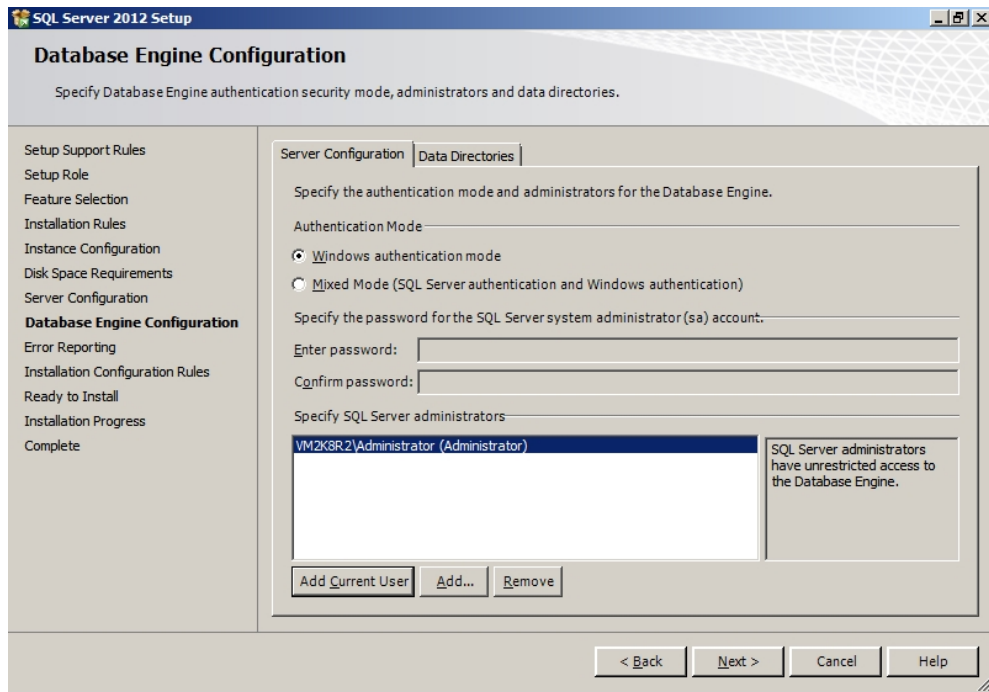 SQL Server 2012 Setup
Database Engine Configuration
Specify Database Engine authentication security mode, administrators and data directories.
Setup Support Rules
Setup Role
Feature Selection
Installation Rules
Instance Configuration
Disk Space Requirements
Server Configuration
Database Engine Configuration
Error Reporting
Installation Configuration Rules
Ready to Install
Installation Progress
Complete
Server Configuration
Data Directories
Specify the authentication mode and administrators for the Database Engine.
Authentication Mode
Windows authentication mode
Mixed Mode (SQL Server authentication and Windows authentication)
Specify the password for the SQL Server system administrator (sa) account.
Enter password:
Confirm password:
Specify SQL Server administrators
VM2K8R2\Administrator (Administrator)
SQL Server administrators
have unrestricted access to
the Database Engine.
Add Current User
Add...
Remove
< Back
Next >
Cancel
Help